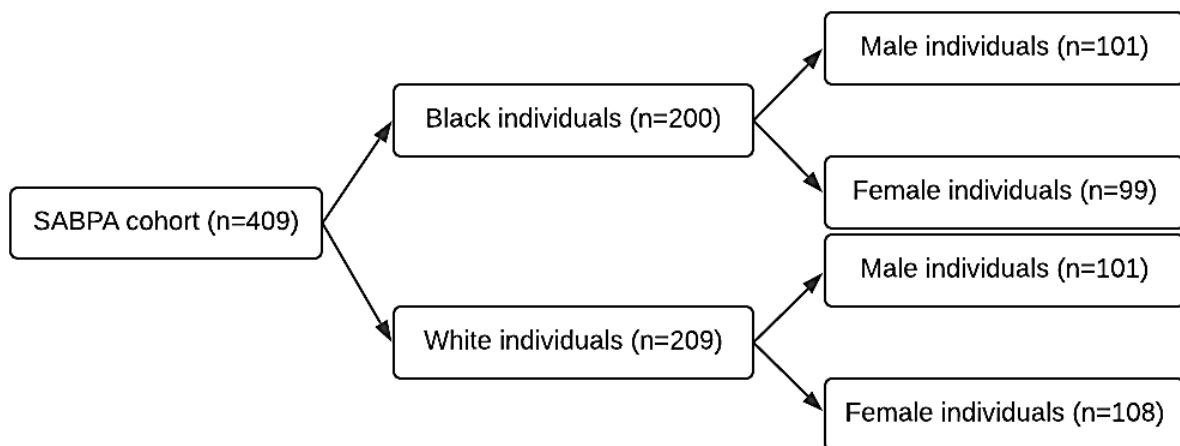 SABPA cohort (n=409)
Black individuals (n=200)
Male individuals (n=101)
Female individuals (n=99)
White individuals (n=209)
Male individuals (n=101)
Female individuals (n=108)